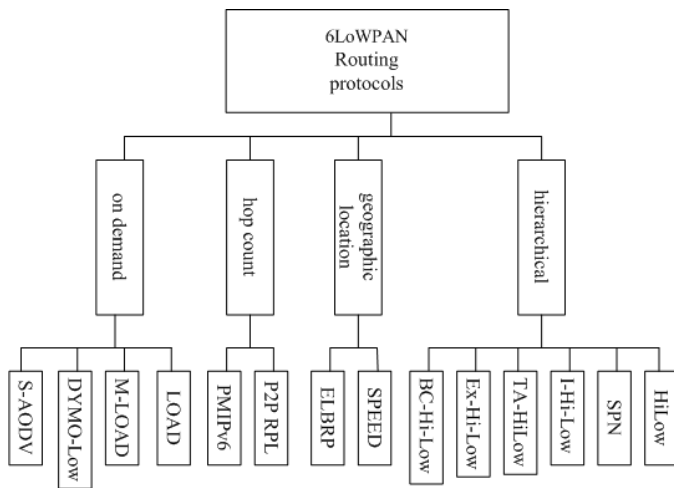 6LoWPAN
Routing
protocols
on demand
hop count
geographic
location
hierarchical
S-AODV
DYMO-Low
M-LOAD
LOAD
PMIPv6
P2P RPL
ELBRP
SPEED
BC-Hi-Low
Ex-Hi-Low
TA-HiLow
I-Hi-Low
SPN
HiLow